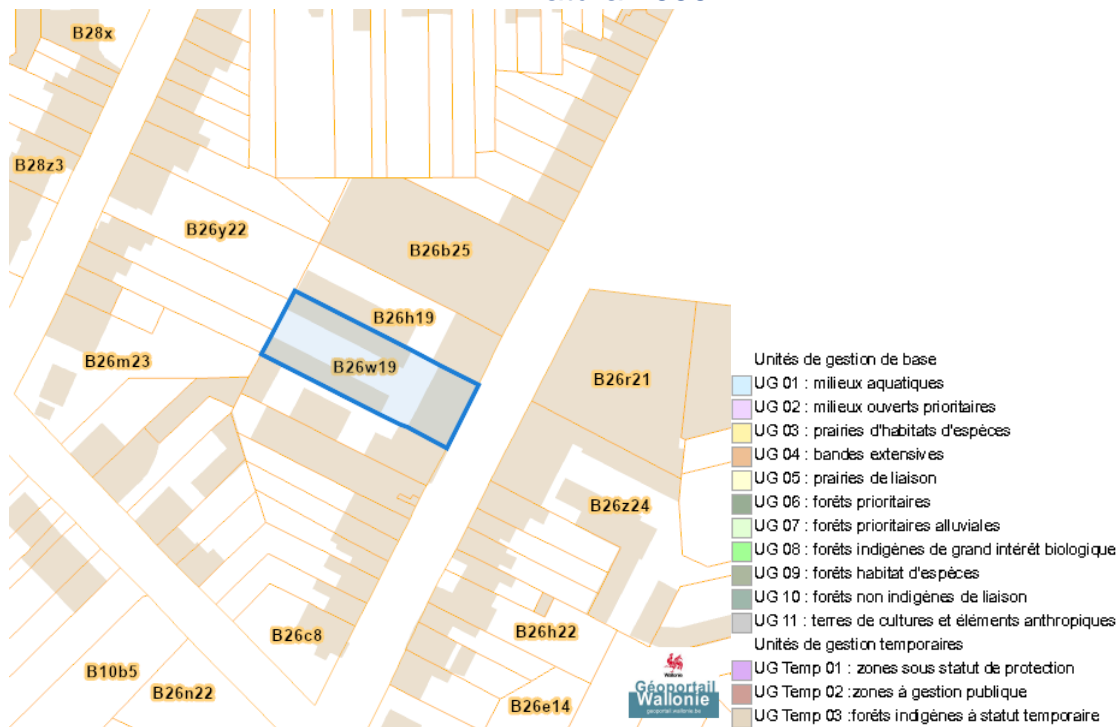 B28x
B28z3
B26y22
B26b25
B26h19
B26w19
B26m23
B26r21
B26z24
B26c8
B26h22
B10b5
B26n22
B26e14
Unités de gestion de base
UG 01 : milieux aquatiques
UG 02 : milieux ouverts prioritaires
UG 03 : prairies d'habitats d'espèces
UG 04 : bandes extensives
UG 05 : prairies de liaison
UG 06 : forêts prioritaires
UG 07 : forêts prioritaires alluviales
UG 08 : forêts indigènes de grand intérêt biologique
UG 09 : forêts habitat d'espèces
UG 10 : forêts non indigènes de liaison
UG 11 : terres de cultures et éléments anthropiques
Unités de gestion temporaires
UG Temp 01 : zones sous statut de protection
UG Temp 02 :zones à gestion publique
UG Temp 03 :forêts indigènes à statut temporaire
Wallonie
Géoportail
Wallonie
geoportail.wallonie.be